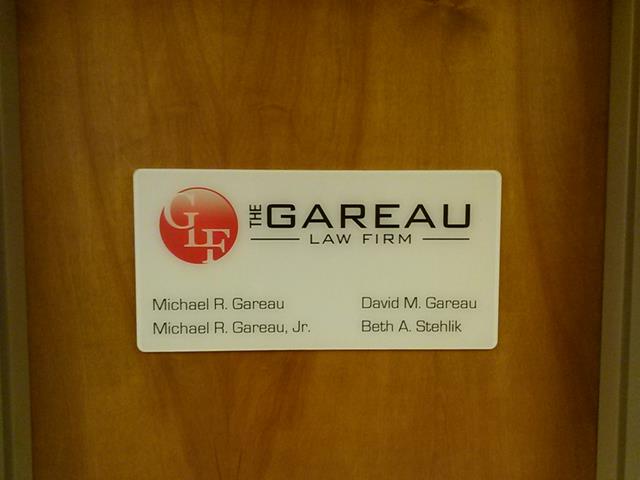 GLF
THE GAREAU
LAW FIRM
Michael R. Gareau
Michael R. Gareau, Jr.
David M. Gareau
Beth A. Stehlik